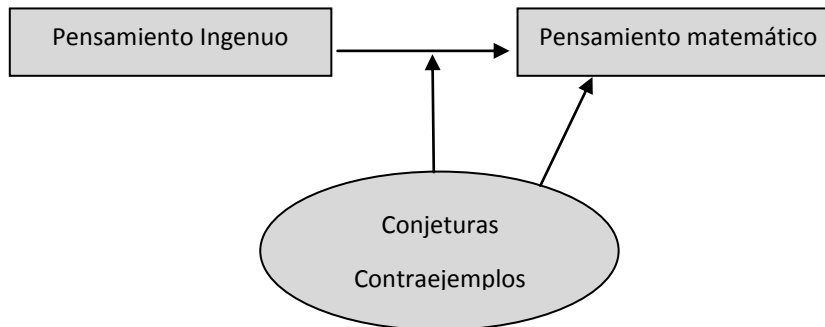 Pensamiento Ingenuo
Pensamiento matemático
Conjeturas
Contraejemplos